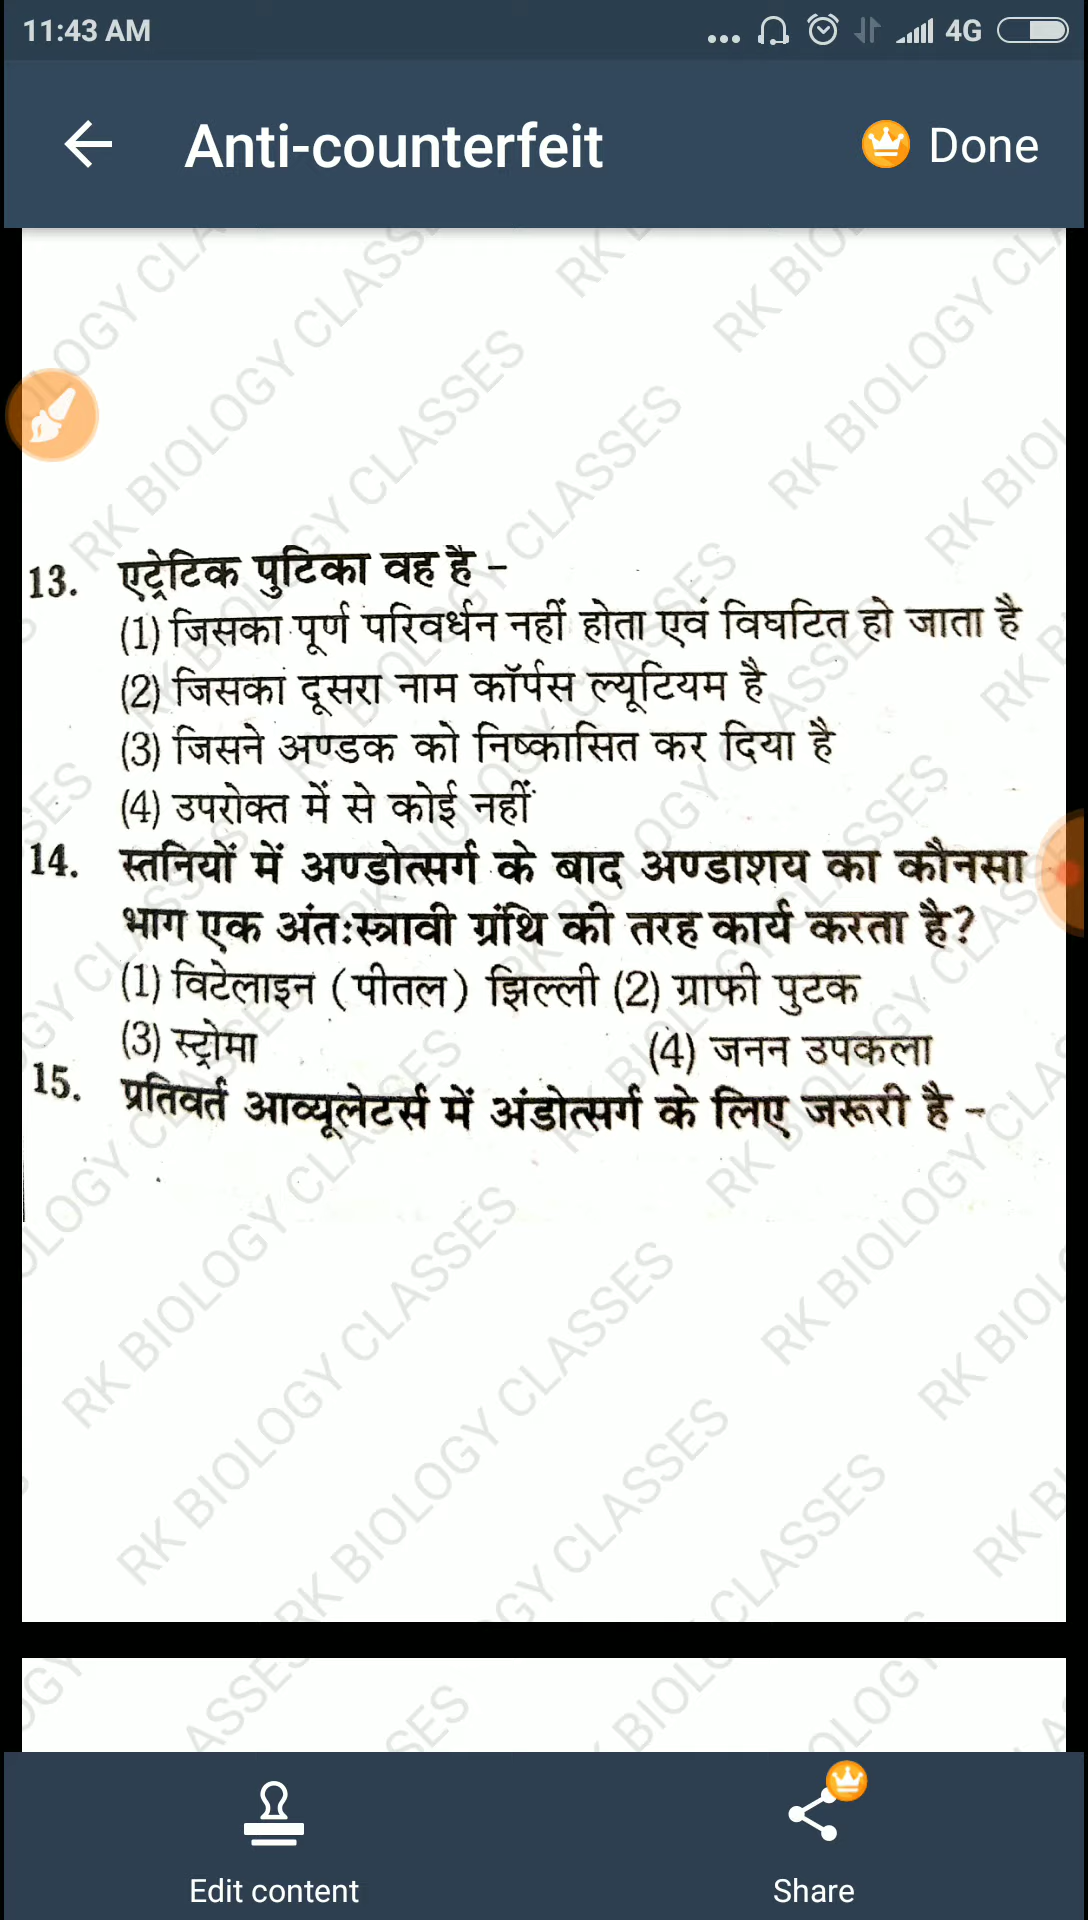 11:43 AM
4G
Anti-counterfeit
Done
13. एट्रेटिक पुटिका वह है -
(1) जिसका पूर्ण परिवर्धन नहीं होता एवं विघटित हो जाता है
(2) जिसका दूसरा नाम कॉर्पस ल्यूटियम है
(3) जिसने अण्डक को निष्कासित कर दिया है
(4) उपरोक्त में से कोई नहीं
14. स्तनियों में अण्डोत्सर्ग के बाद अण्डाशय का कौनसा
भाग एक अंतःस्त्रावी ग्रंथि की तरह कार्य करता है?
(1) विटेलाइन (पीतल) झिल्ली (2) ग्राफी पुटक
(3) स्ट्रोमा (4) जनन उपकला
15. प्रतिवर्त आव्यूलेटर्स में अंडोत्सर्ग के लिए जरूरी है -
RK BIOLOGY CLASSES
Edit content
Share